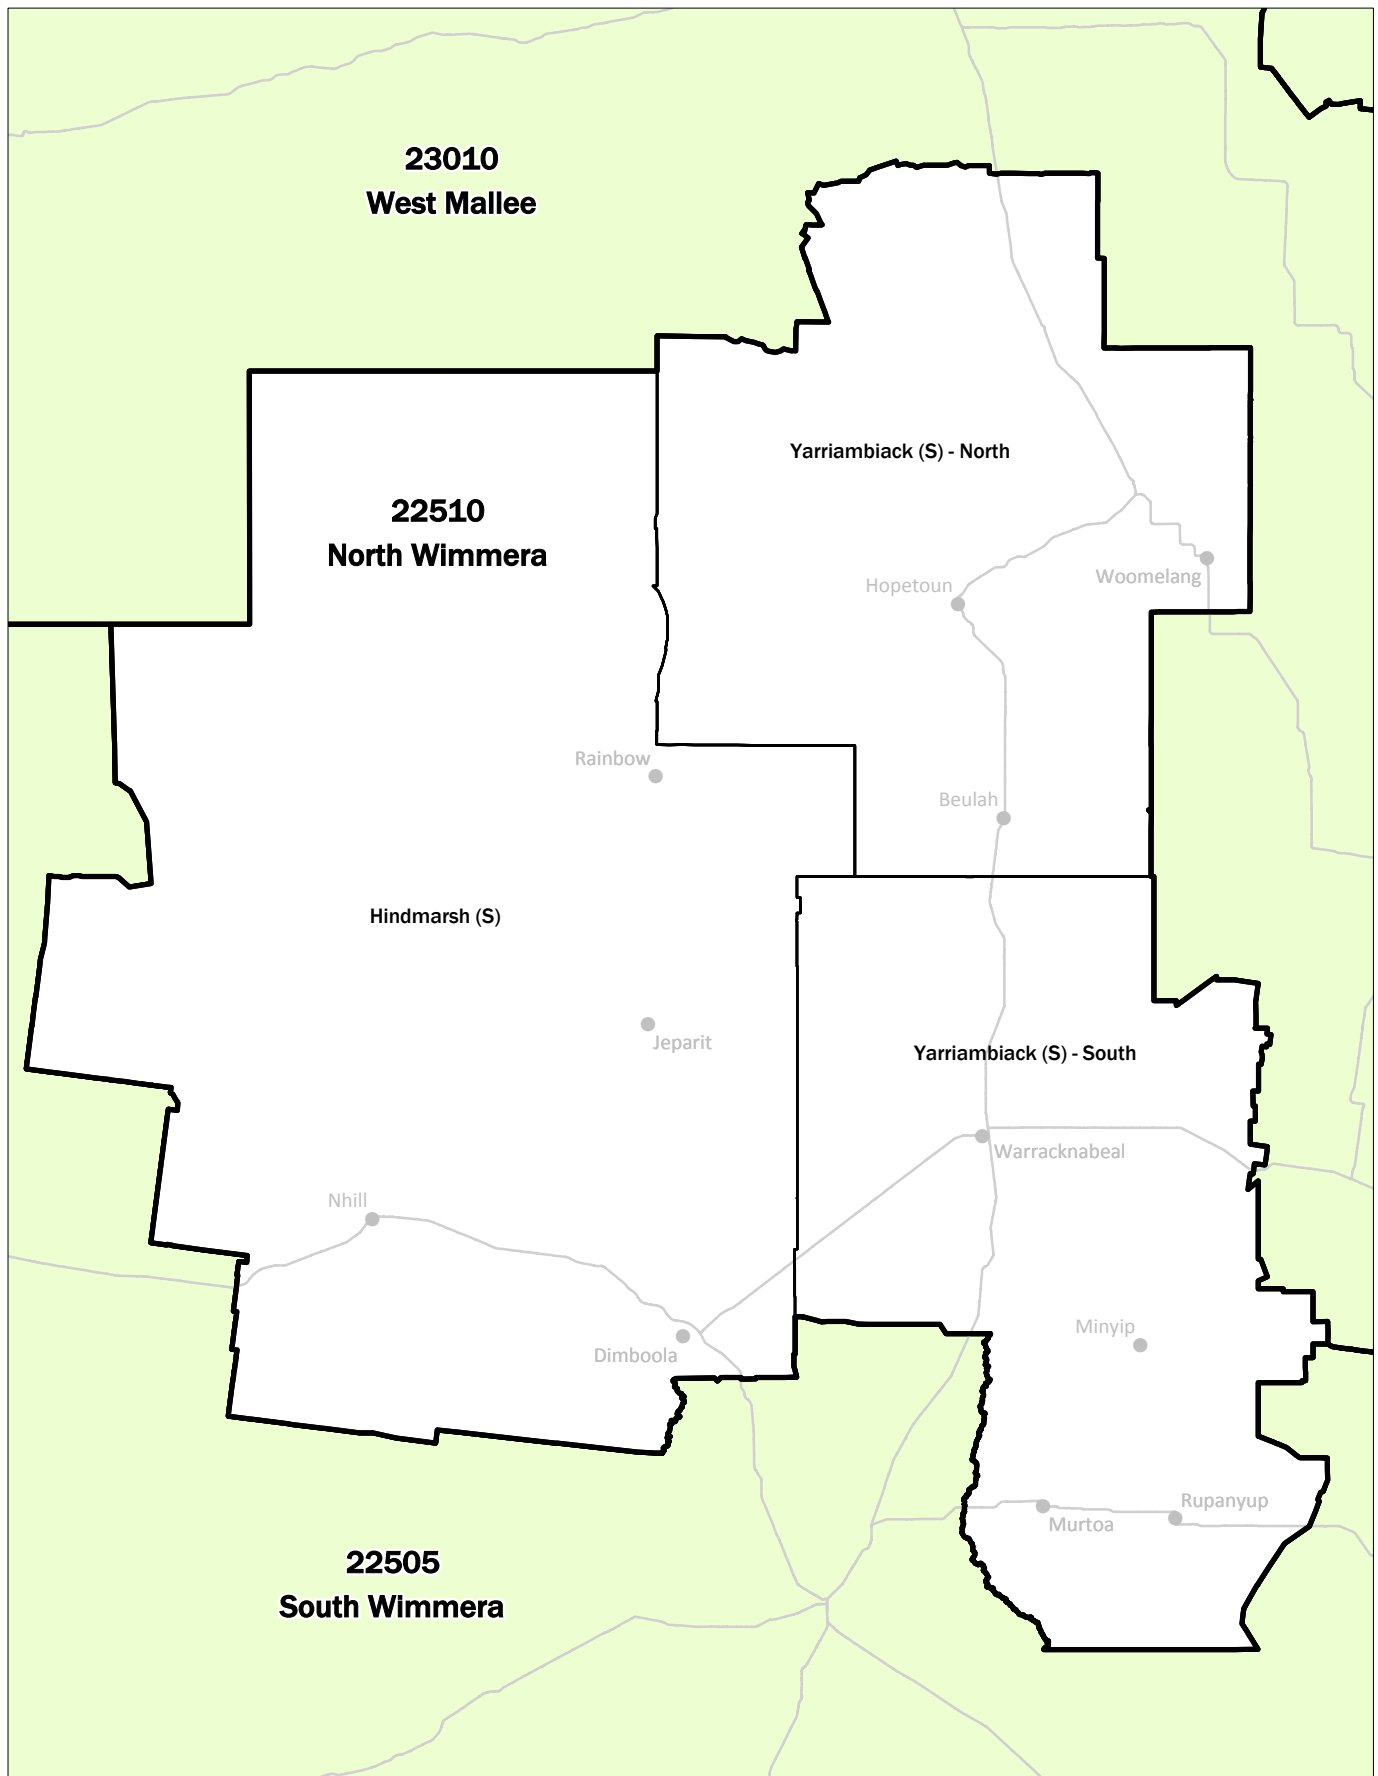 23010
West Mallee
Yarriambiack (S) - North
22510
North Wimmera
Woomelang
Hopetoun
Rainbow
Beulah
Hindmarsh (S)
Jeparit
Yarriambiack (S) - South
Warracknabeal
Nhill
Minyip
Dimboola
Rupanyup
Murtoa
22505
South Wimmera